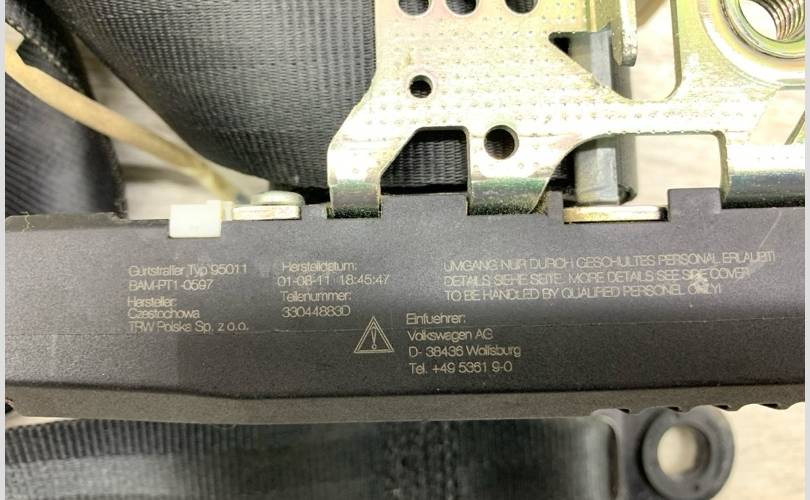 Gurtstraffer Typ 95011
BAM-PT1-0597
Hersteller:
Czestochowa
TRW Polska Sp. z o.o.
Herstelldatum:
01-08-11 18:45:47
Teilenummer:
33044883D
UMGANG NUR DURCH GESCHULTES PERSONAL ERLAUBT!
DETAILS SIEHE SEITE. MORE DETAILS SEE SIDE COVER
TO BE HANDLED BY QUALIFIED PERSONEL ONLY!
Einfuehrer:
Volkswagen AG
D- 38436 Wolfsburg
Tel. +49 5361 9-0